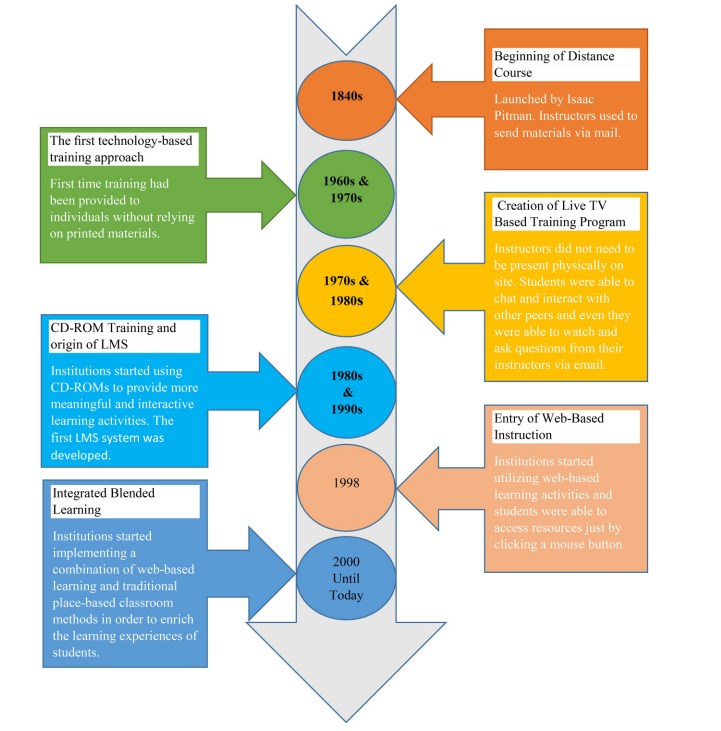 1840s
Beginning of Distance
Course
Launched by Isaac
Pitman. Instructors used to
send materials via mail.
The first technology-based
training approach
First time training had
been provided to
individuals without relying
on printed materials.
1960s &
1970s
Creation of Live TV
Based Training Program
Instructors did not need to
be present physically on
site. Students were able to
chat and interact with
other peers and even they
were able to watch and
ask questions from their
instructors via email.
1970s &
1980s
CD-ROM Training and
origin of LMS
Institutions started using
CD-ROMs to provide more
meaningful and interactive
learning activities. The
first LMS system was
developed.
1980s
&
1990s
Entry of Web-Based
Instruction
Institutions started
utilizing web-based
learning activities and
students were able to
access resources just by
clicking a mouse button.
1998
Integrated Blended
Learning
Institutions started
implementing a
combination of web-based
learning and traditional
place-based classroom
methods in order to enrich
the learning experiences of
students.
2000
Until
Today